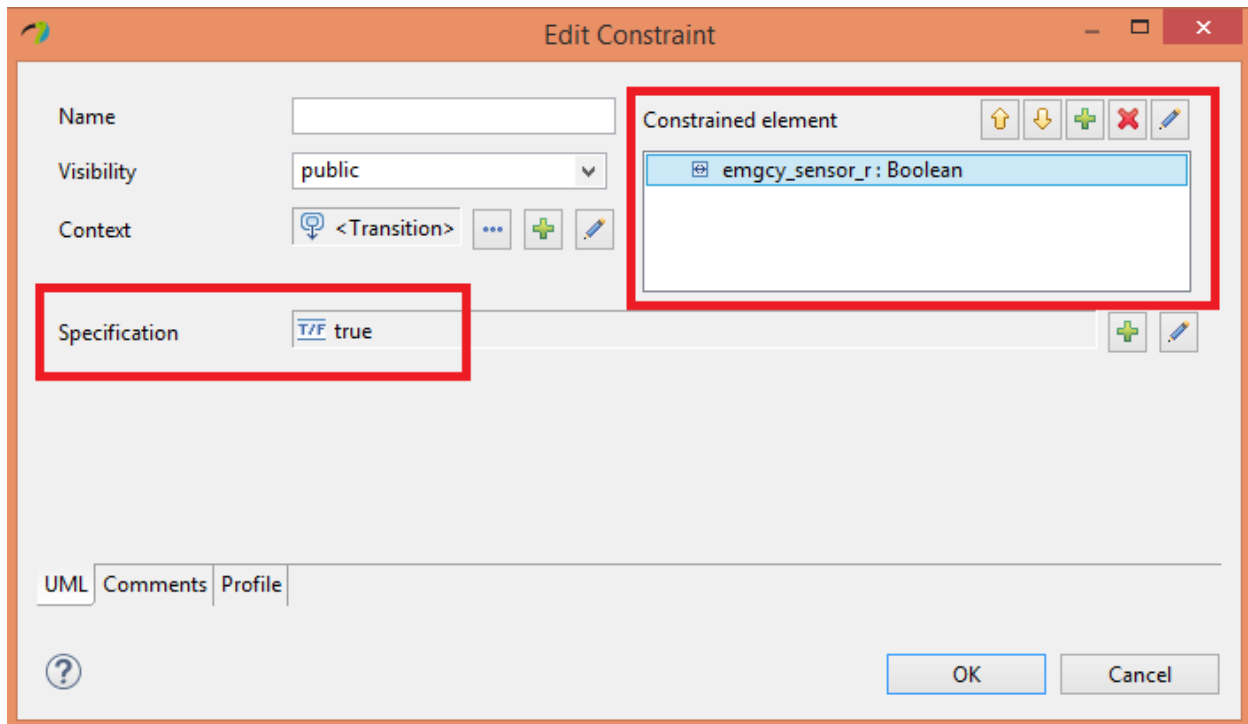 Edit Constraint
Name
Constrained element
Visibility
public
emgcy_sensor_r : Boolean
Context
<Transition>
Specification
T/F true
UML Comments Profile
OK Cancel